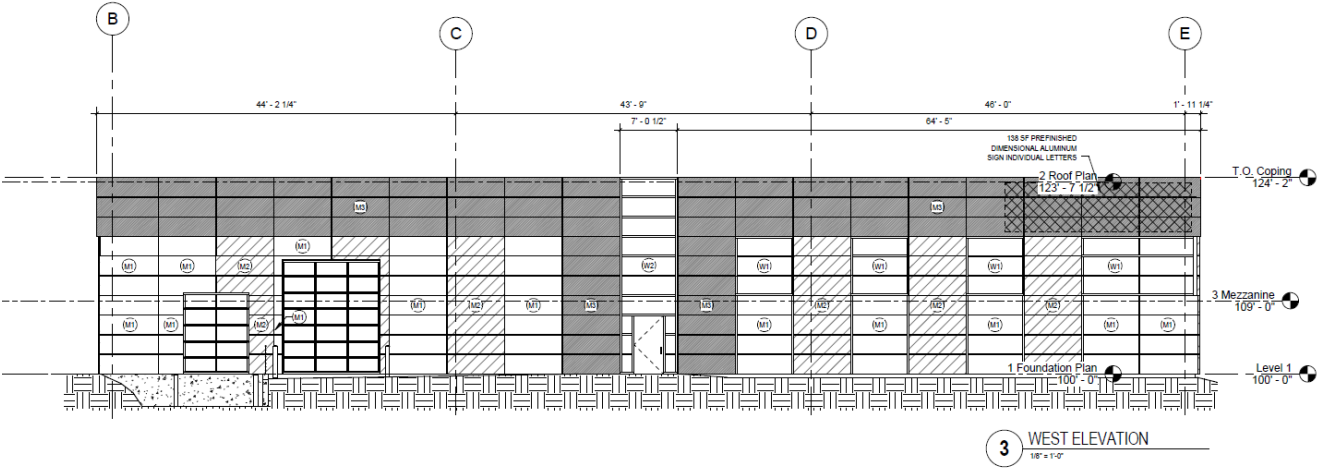 B
C
D
E
44' - 2 1/4"
43' - 9"
46' - 0"
1' - 11 1/4"
7' - 0 1/2"
64' - 5"
138 SF PREFINISHED
DIMENSIONAL ALUMINUM
SIGN INDIVIDUAL LETTERS
2 Roof Plan
123' - 7 1/2"
T.O. Coping
124' - 2"
M3
M3
M1
M1
M1
M2
W2
W1
W1
W1
W1
3 Mezzanine
109' - 0"
M1
M2
M1
M3
M3
M2
M2
M2
M1
M1
M2
M1
M1
M1
M1
M1
M1
1 Foundation Plan
100' - 0"
Level 1
100' - 0"
3
WEST ELEVATION
1/8" = 1'-0"